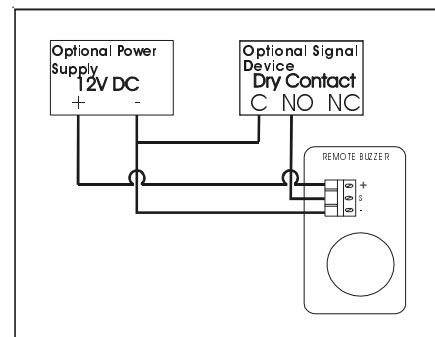 Optional Power
Supply
12V DC
+ -
Optional Signal
Device
Dry Contact
C NO NC
REMOTE BUZZER
+
S
-